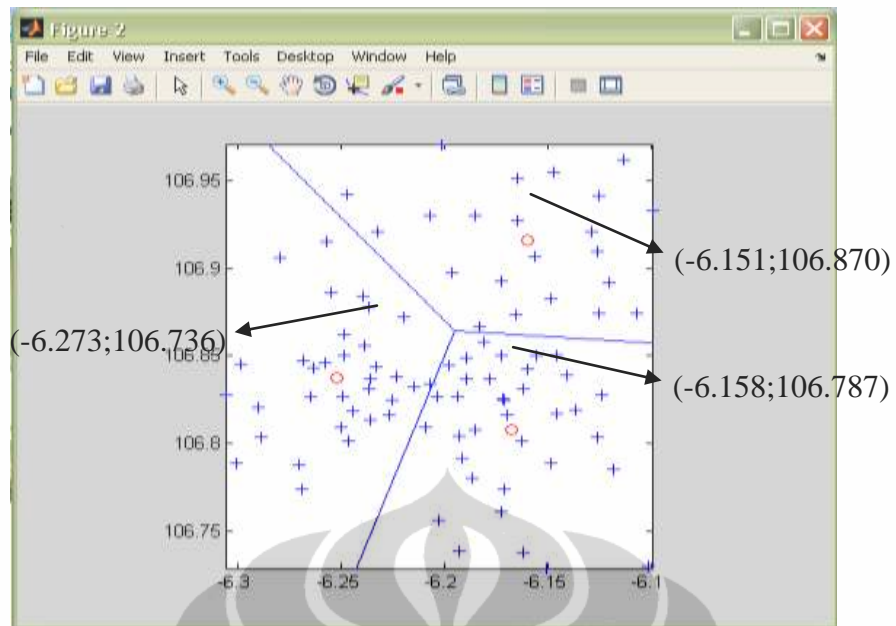 Figure 2
File Edit View Insert Tools Desktop Window Help
106.95
(-6.151;106.870)
106.9
(-6.273;106.736)
106.85
(-6.158;106.787)
106.8
106.75
-6.3 -6.25 -6.2 -6.15 -6.1